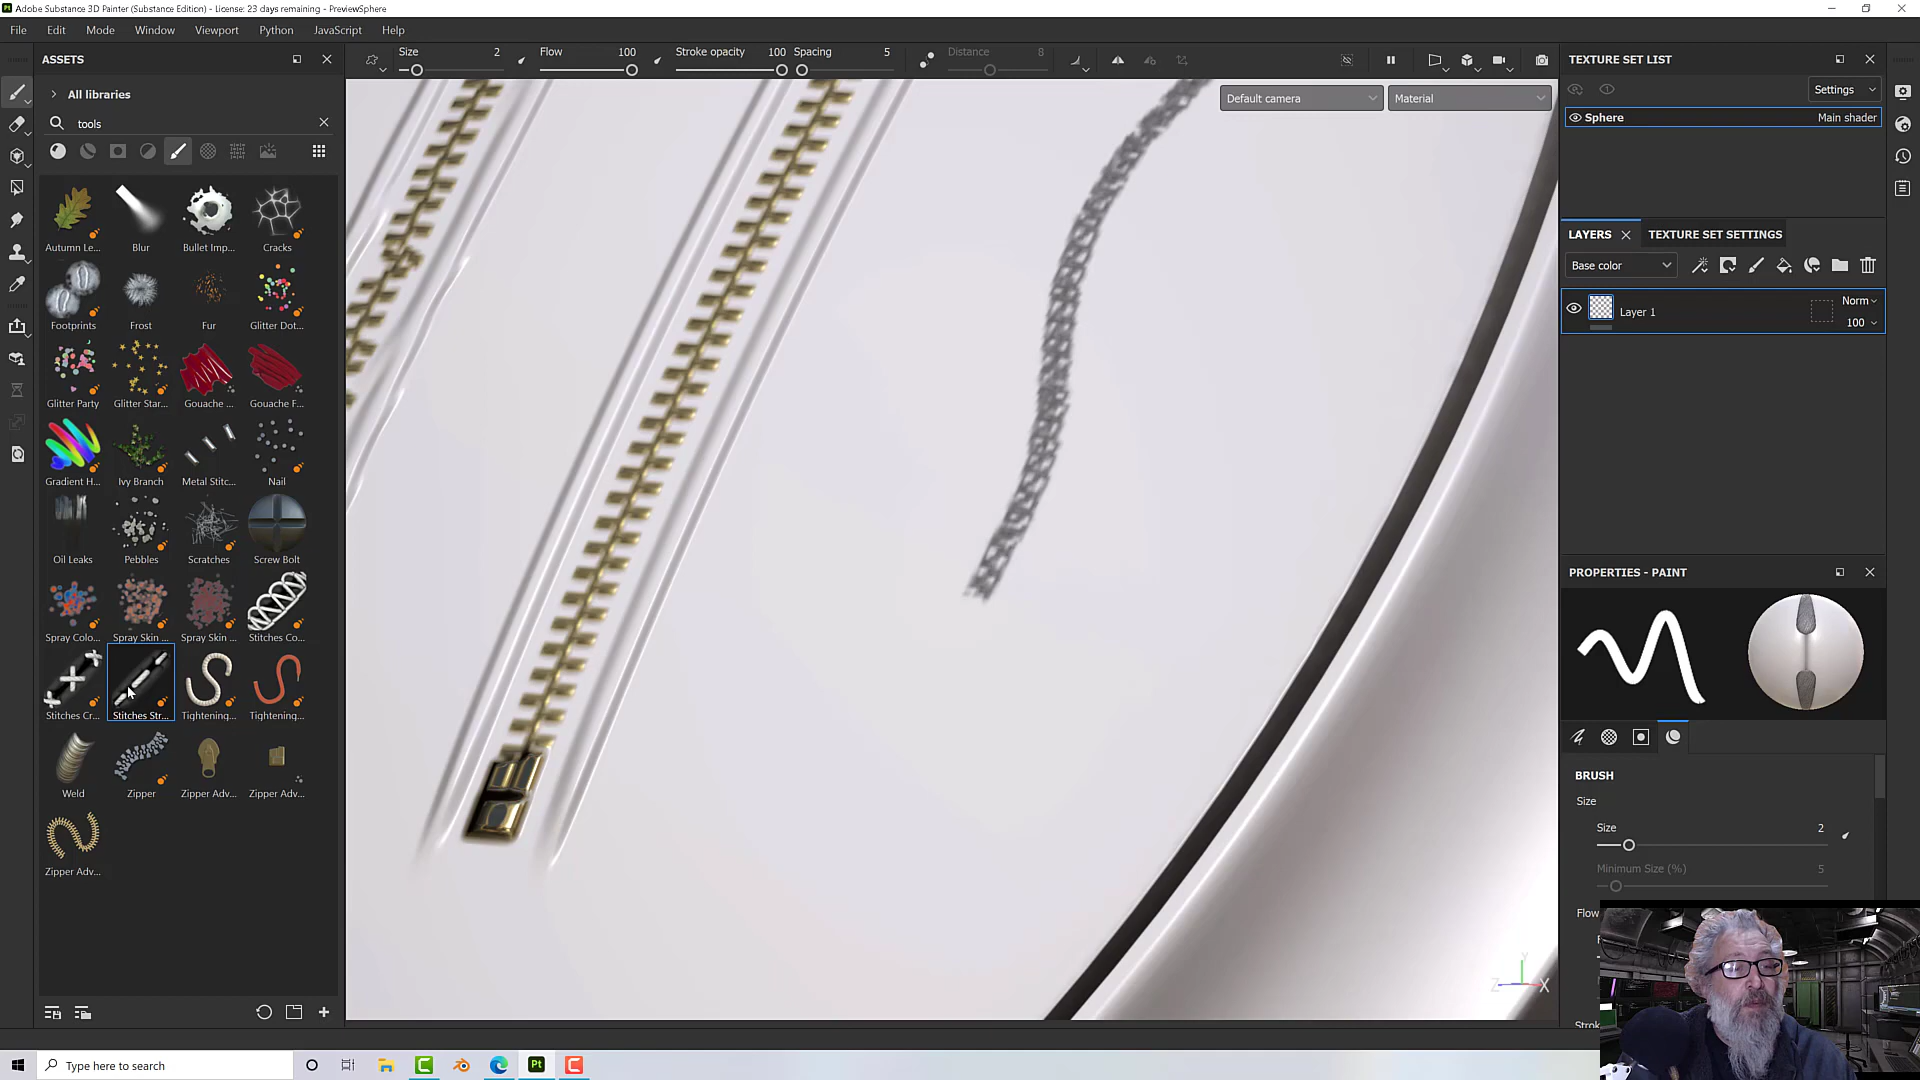 Adobe Substance 3D Painter (Substance Edition) - License: 23 days remaining - PreviewSphere
File Edit Mode Window Viewport Python JavaScript Help
ASSETS
Size 2 Flow 100 Stroke opacity 100 Spacing 5 Distance 8
All libraries
tools
Autumn Le... Blur Bullet Imp... Cracks
Footprints Frost Fur Glitter Dot...
Glitter Party Glitter Star... Gouache ... Gouache F...
Gradient H... Ivy Branch Metal Stitc... Nail
Oil Leaks Pebbles Scratches Screw Bolt
Spray Colo... Spray Skin ... Spray Skin ... Stitches Co...
Stitches Cr... Stitches Str... Tightening... Tightening...
Weld Zipper Zipper Adv... Zipper Adv...
Zipper Adv...
Default camera Material
Z Y X
TEXTURE SET LIST
Settings
Sphere Main shader
LAYERS TEXTURE SET SETTINGS
Base color
Layer 1 Norm
100
PROPERTIES - PAINT
BRUSH
Size
Size 2
Minimum Size (%) 5
Flow
Pt
Type here to search